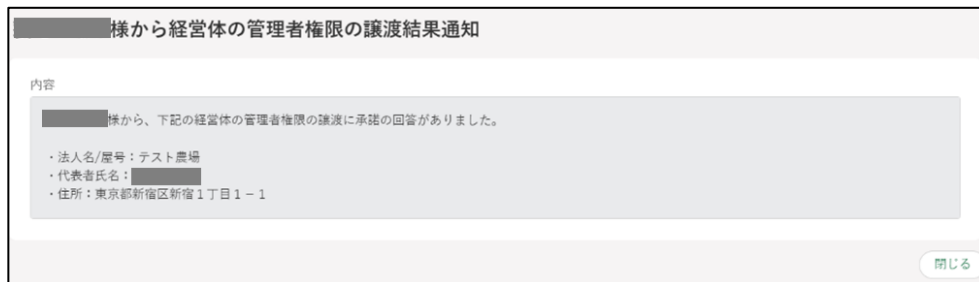 様から経営体の管理者権限の譲渡結果通知
内容
様から、下記の経営体の管理者権限の譲渡に承諾の回答がありました。
・法人名/屋号：テスト農場
・代表者氏名：
・住所：東京都新宿区新宿１丁目１－１
閉じる